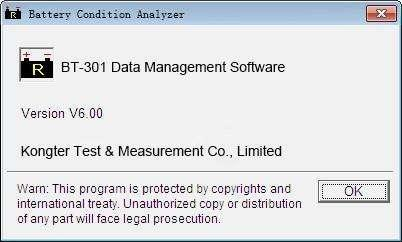 Battery Condition Analyzer
+ −
R
BT-301 Data Management Software
Version V6.00
Kongter Test & Measurement Co., Limited
Warn: This program is protected by copyrights and
international treaty. Unauthorized copy or distribution
of any part will face legal prosecution.
OK